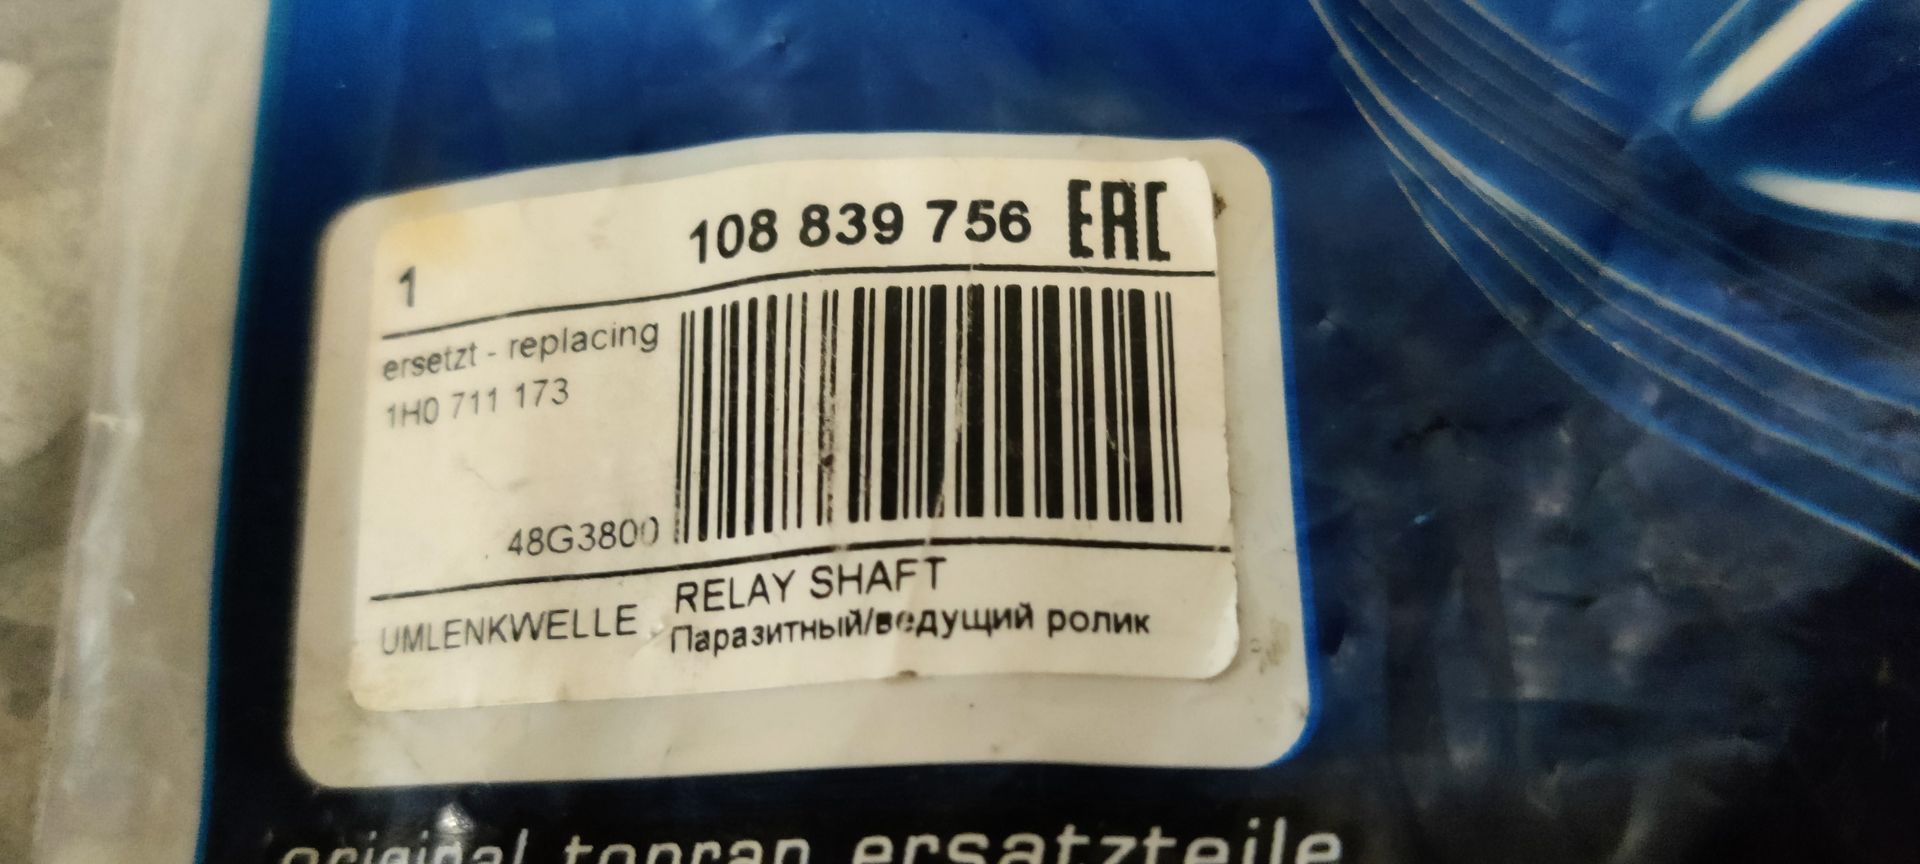 1 108 839 756 EAC
ersetzt - replacing
1H0 711 173
48G3800
UMLENKWELLE RELAY SHAFT
Паразитный/ведущий ролик
original topran ersatzteile